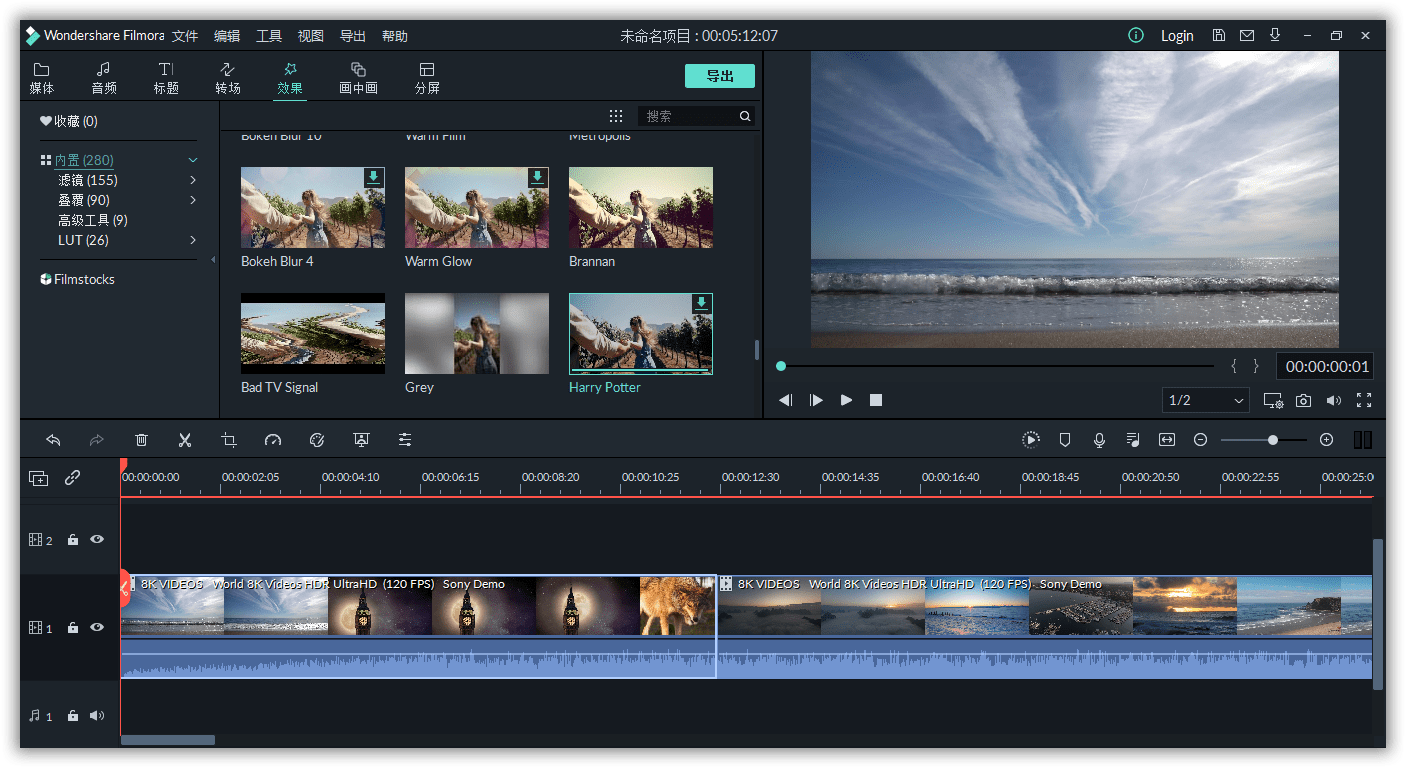 Wondershare Filmora 文件 编辑 工具 视图 导出 帮助 未命名项目 : 00:05:12:07 Login
媒体 音频 标题 转场 效果 画中画 分屏 导出
收藏 (0)
搜索
Bokeh Blur 10 Warm Film Metropolis
内置 (280)
滤镜 (155)
叠覆 (90)
高级工具 (9)
LUT (26)
Filmstocks
Bokeh Blur 4 Warm Glow Brannan
Bad TV Signal Grey Harry Potter
{ } 00:00:00:01
1/2
00:00:00:00 00:00:02:05 00:00:04:10 00:00:06:15 00:00:08:20 00:00:10:25 00:00:12:30 00:00:14:35 00:00:16:40 00:00:18:45 00:00:20:50 00:00:22:55 00:00:25:0
2
8K VIDEOS World 8K Videos HDR UltraHD (120 FPS) Sony Demo 8K VIDEOS World 8K Videos HDR UltraHD (120 FPS) Sony Demo
1
1